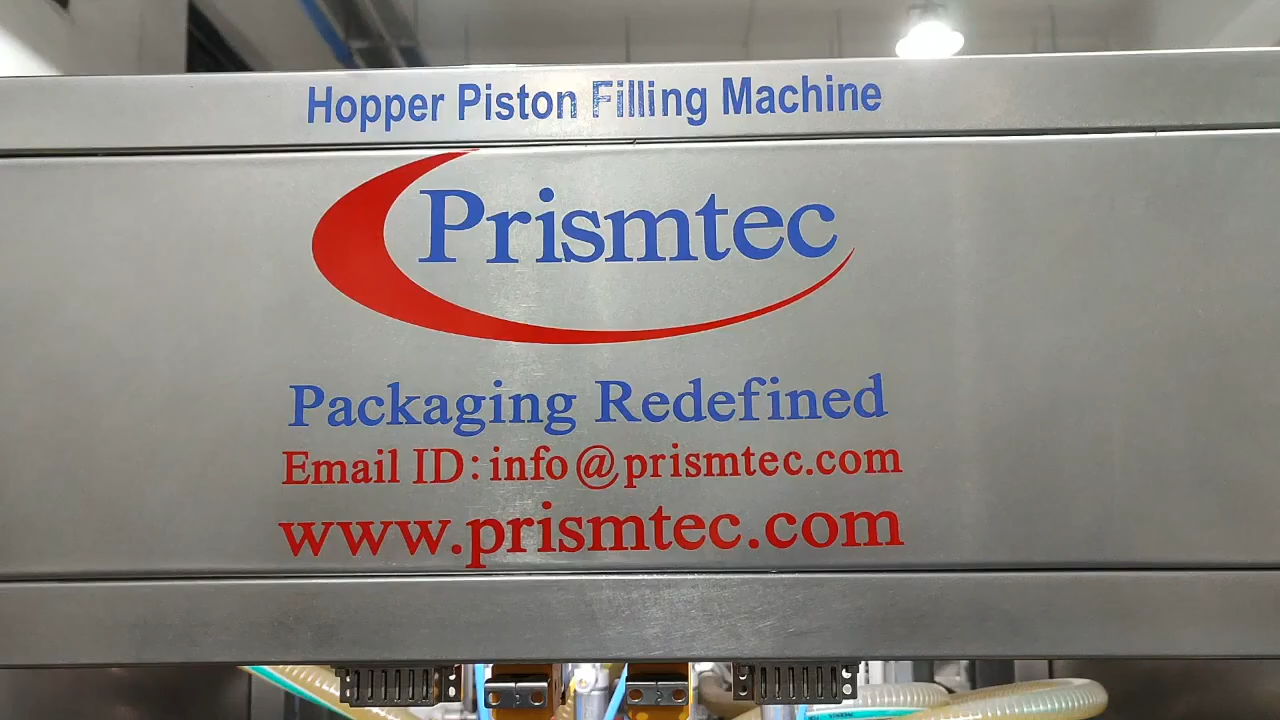 Hopper Piston Filling Machine
Prismtec
Packaging Redefined
Email ID: info@prismtec.com
www.prismtec.com